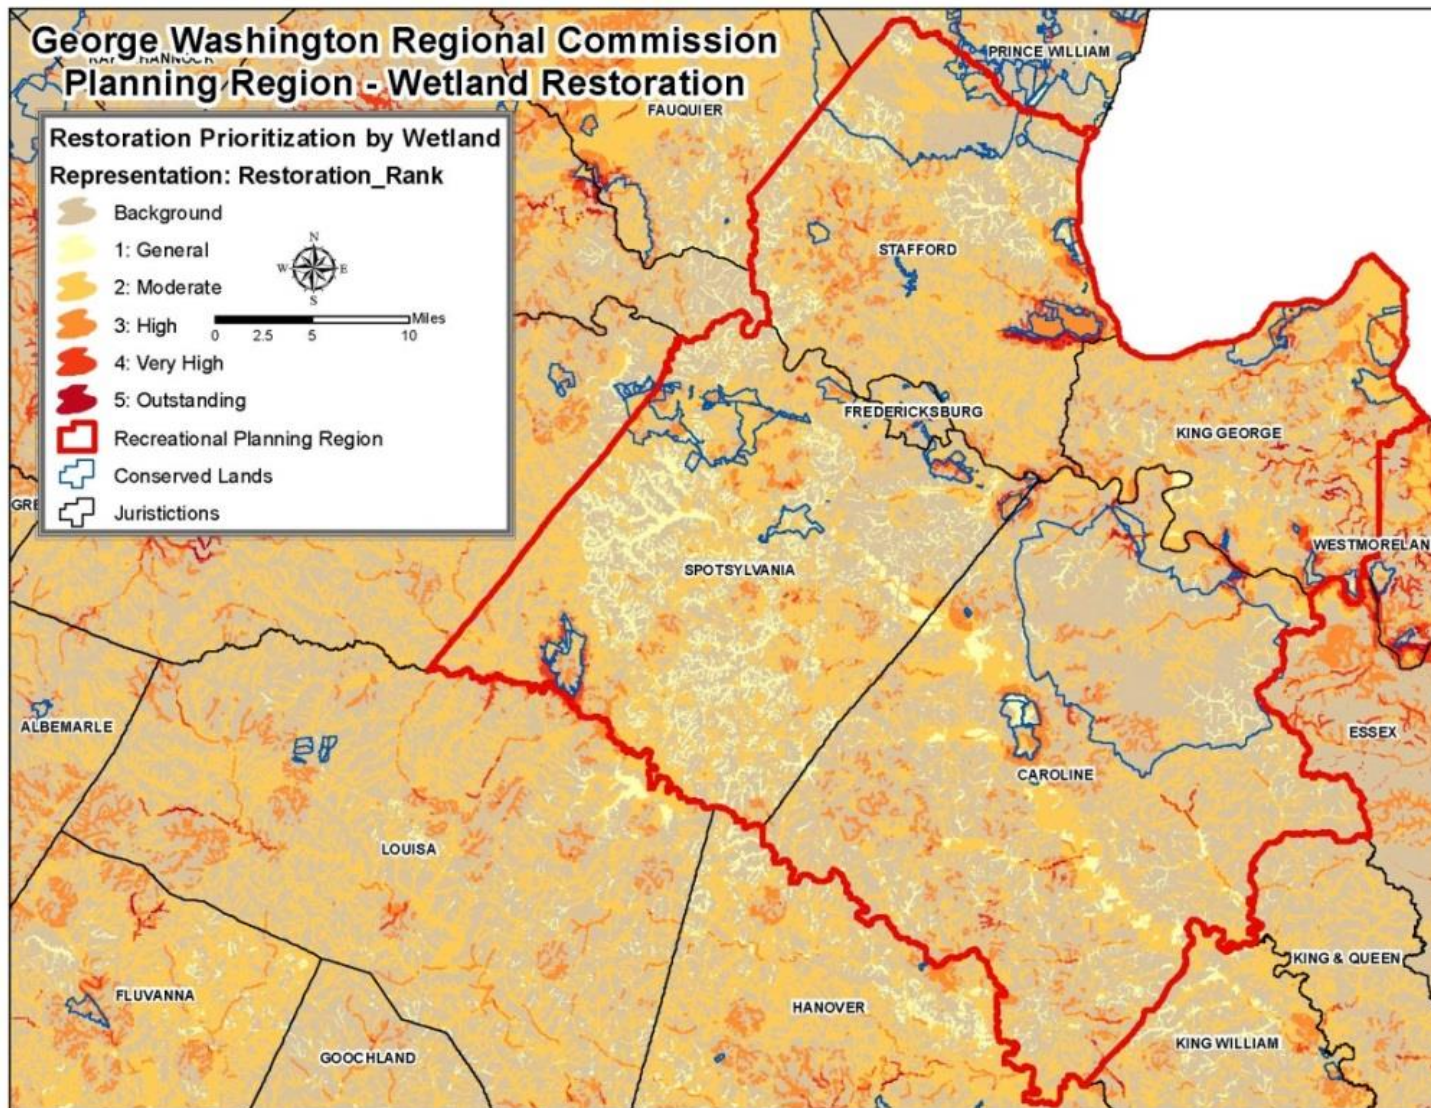 George Washington Regional Commission
Planning Region - Wetland Restoration
Restoration Prioritization by Wetland
Representation: Restoration_Rank
Background
1: General
2: Moderate
3: High
4: Very High
5: Outstanding
Recreational Planning Region
Conserved Lands
Juristictions
N
W
E
S
Miles
0 2.5 5 10
PRINCE WILLIAM
FAUQUIER
STAFFORD
FREDERICKSBURG
KING GEORGE
WESTMORELAN
SPOTSYLVANIA
GRE
ALBEMARLE
ESSEX
CAROLINE
LOUISA
KING & QUEEN
FLUVANNA
HANOVER
KING WILLIAM
GOOCHLAND